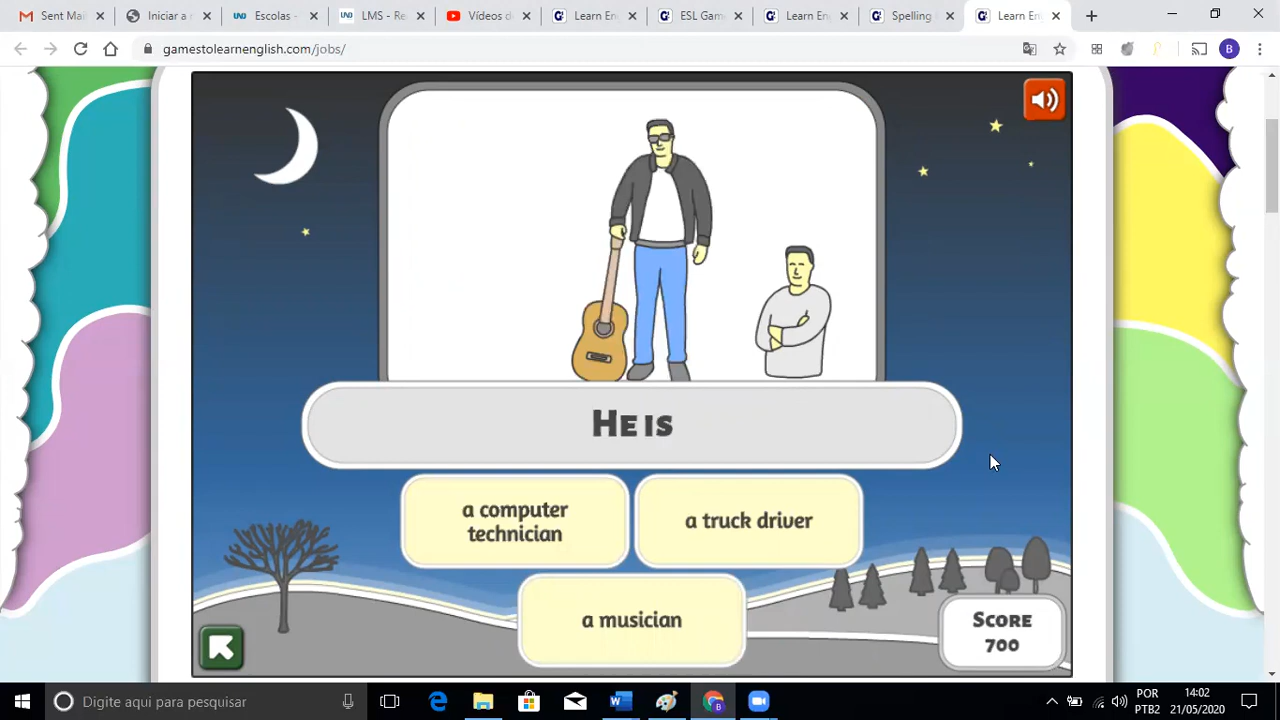 Sent Mai
Iniciar a
Escolas -
LMS - Re
Vídeos d
Learn En
ESL Gam
Learn En
Spelling
Learn En
gamestolearnenglish.com/jobs/
B
HE IS
a computer
technician
a truck driver
a musician
SCORE
700
Digite aqui para pesquisar
POR
PTB2
14:02
21/05/2020